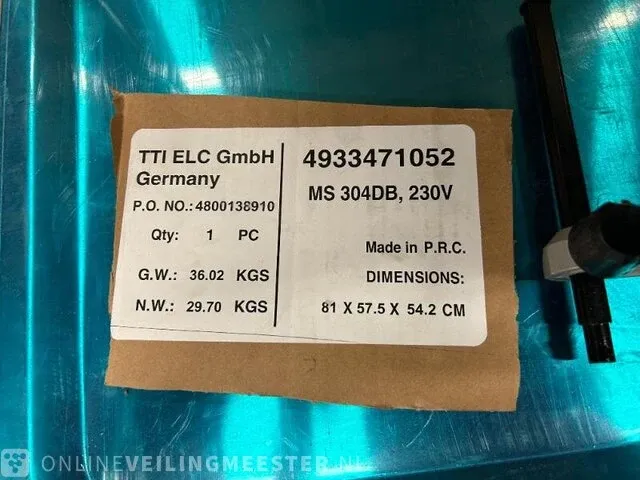 TTI ELC GmbH
Germany
P.O. NO.: 4800138910
Qty: 1 PC
G.W.: 36.02 KGS
N.W.: 29.70 KGS
4933471052
MS 304DB, 230V
Made in P.R.C.
DIMENSIONS:
81 X 57.5 X 54.2 CM
ONLINEVEILINGMEESTER.NL